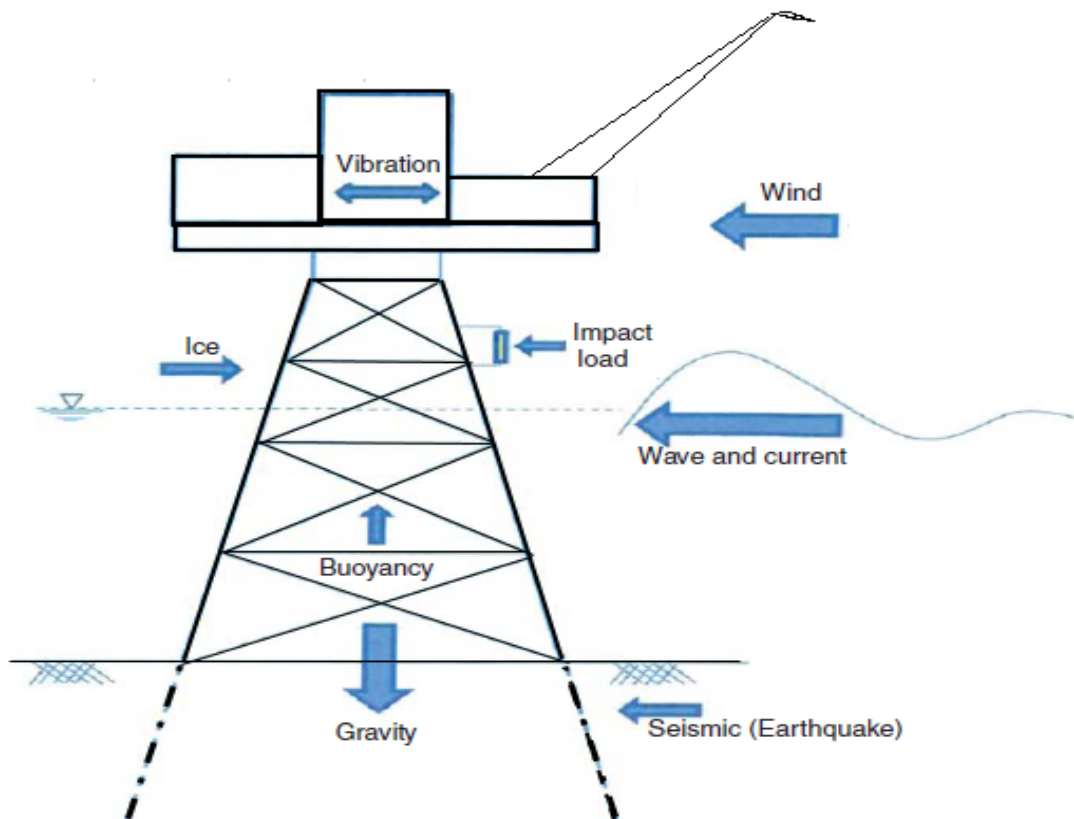 Vibration
Wind
Impact
load
Ice
Wave and current
Buoyancy
Gravity
Seismic (Earthquake)